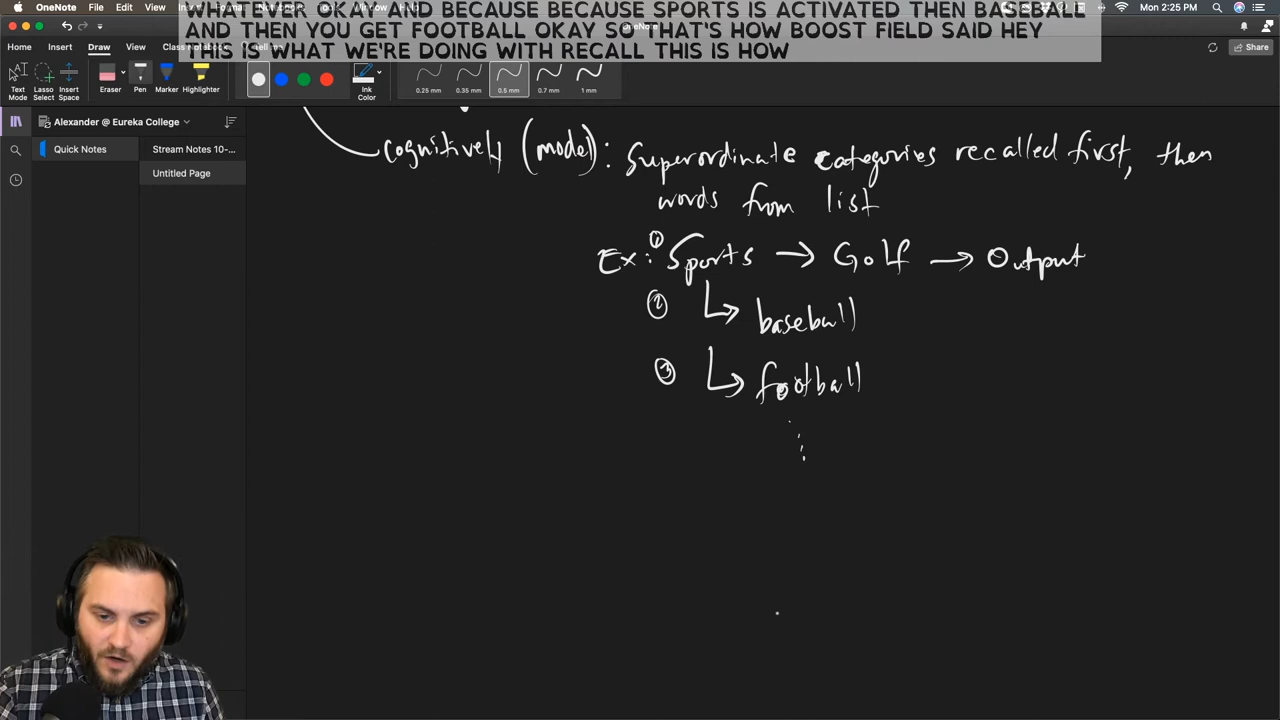 WHATEVER OKAY AND BECAUSE BECAUSE SPORTS IS ACTIVATED THEN BASEBALL
AND THEN YOU GET FOOTBALL OKAY SO THAT'S HOW BOOST FIELD SAID HEY
THIS IS WHAT WE'RE DOING WITH RECALL THIS IS HOW
OneNote File Edit View Window Help Mon 2:25 PM
Home Insert Draw View Share
Text Mode Lasso Select Insert Space Eraser Pen Marker Highlighter Ink Color 0.25 mm 0.35 mm 0.5 mm 0.7 mm 1 mm
Alexander @ Eureka College
Quick Notes Stream Notes 10-...
Untitled Page
cognitively (model): Superordinate categories recalled first, then
words from list
Ex: ① Sports → Golf → Output
② ↳ baseball
③ ↳ football
⋮